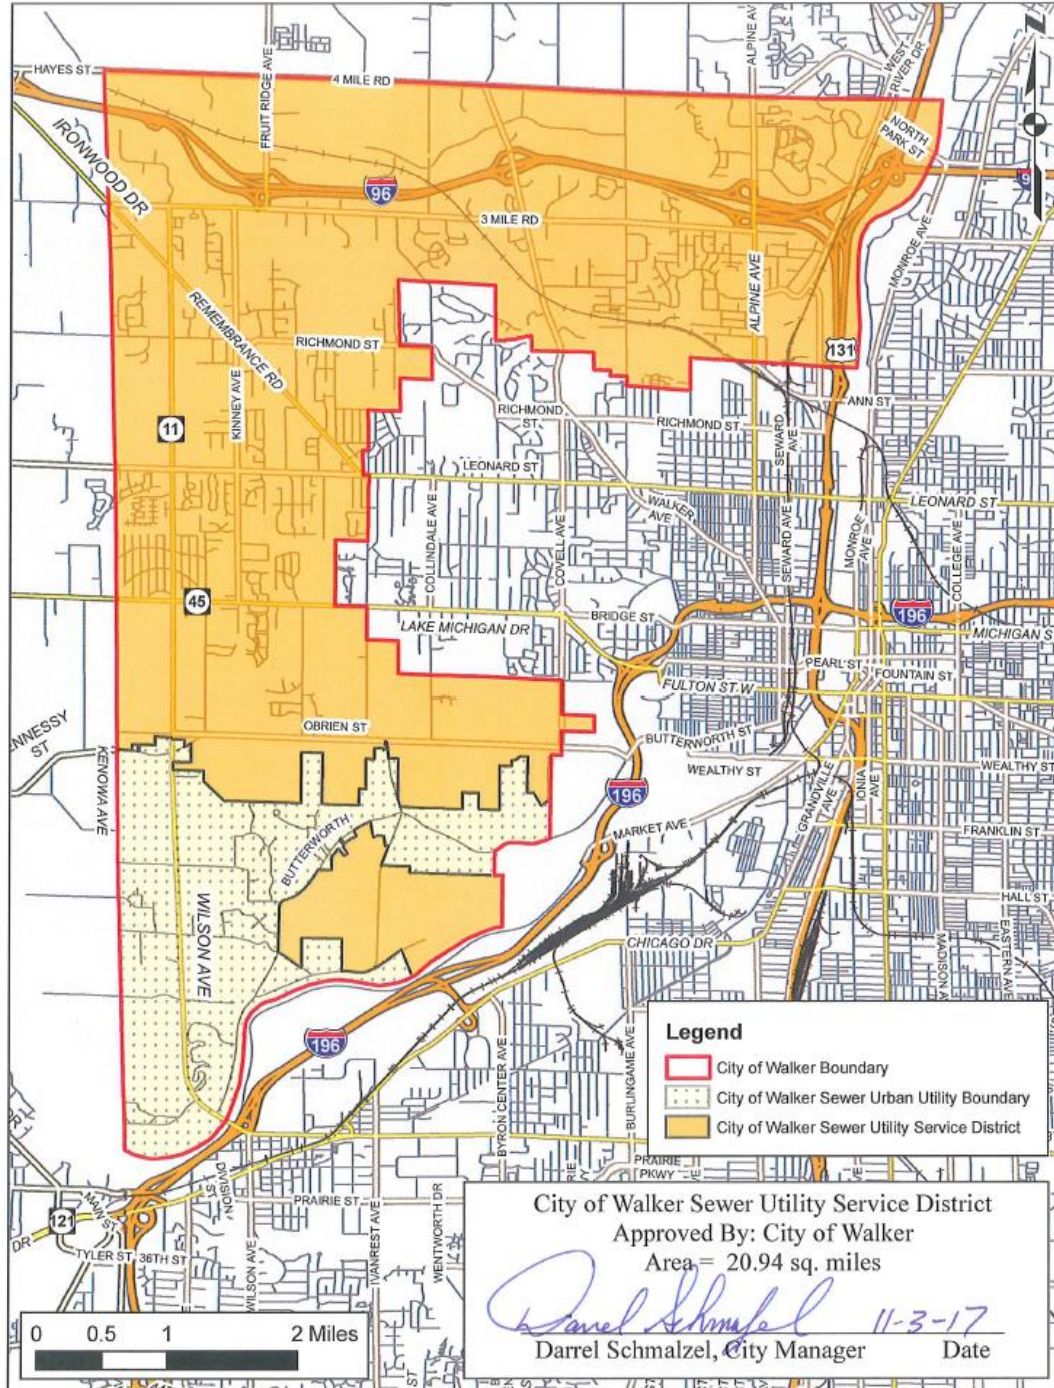 HAYES ST
4 MILE RD
FRUIT RIDGE AVE
ALPINE AVE
WEST
RIVER DR
NORTH
PARK ST
IRONWOOD DR
96
3 MILE RD
MONROE AVE
ALPINE AVE
REMEMBRANCE RD
RICHMOND ST
131
KINNEY AVE
11
RICHMOND
ST
RICHMOND ST
ANN ST
SEWARD
AVE
LEONARD ST
LEONARD ST
WALKER
AVE
COLLINDALE AVE
COVELL AVE
SEWARD AVE
MONROE
AVE
COLLEGE AVE
45
LAKE MICHIGAN DR
BRIDGE ST
196
MICHIGAN S
PEARL ST
FOUNTAIN ST
FULTON ST W
ENNESSY
ST
OBRIEN ST
BUTTERWORTH ST
WEALTHY ST
WEALTHY ST
KENOWA AVE
196
GRANDVILLE
AVE
IONIA
AVE
MARKET AVE
FRANKLIN ST
BUTTERWORTH
WILSON AVE
HALL ST
CHICAGO DR
MADISON A
EASTERN AVE
196
BYRON CENTER AVE
BURLINGAME AVE
Legend
City of Walker Boundary
City of Walker Sewer Urban Utility Boundary
City of Walker Sewer Utility Service District
PRAIRIE
PKWY
DIVISION
ST
PRAIRIE ST
MAIN ST
121
DR
TYLER ST
36TH ST
WILSON AVE
IVANREST AVE
WENTWORTH DR
City of Walker Sewer Utility Service District
Approved By: City of Walker
Area = 20.94 sq. miles
Darrel Schmalzel 11-3-17
Darrel Schmalzel, City Manager Date
0 0.5 1 2 Miles